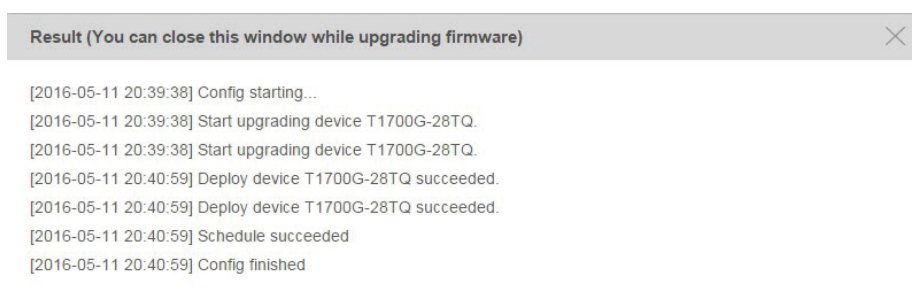 Result (You can close this window while upgrading firmware)
[2016-05-11 20:39:38] Config starting...
[2016-05-11 20:39:38] Start upgrading device T1700G-28TQ.
[2016-05-11 20:39:38] Start upgrading device T1700G-28TQ.
[2016-05-11 20:40:59] Deploy device T1700G-28TQ succeeded.
[2016-05-11 20:40:59] Deploy device T1700G-28TQ succeeded.
[2016-05-11 20:40:59] Schedule succeeded
[2016-05-11 20:40:59] Config finished